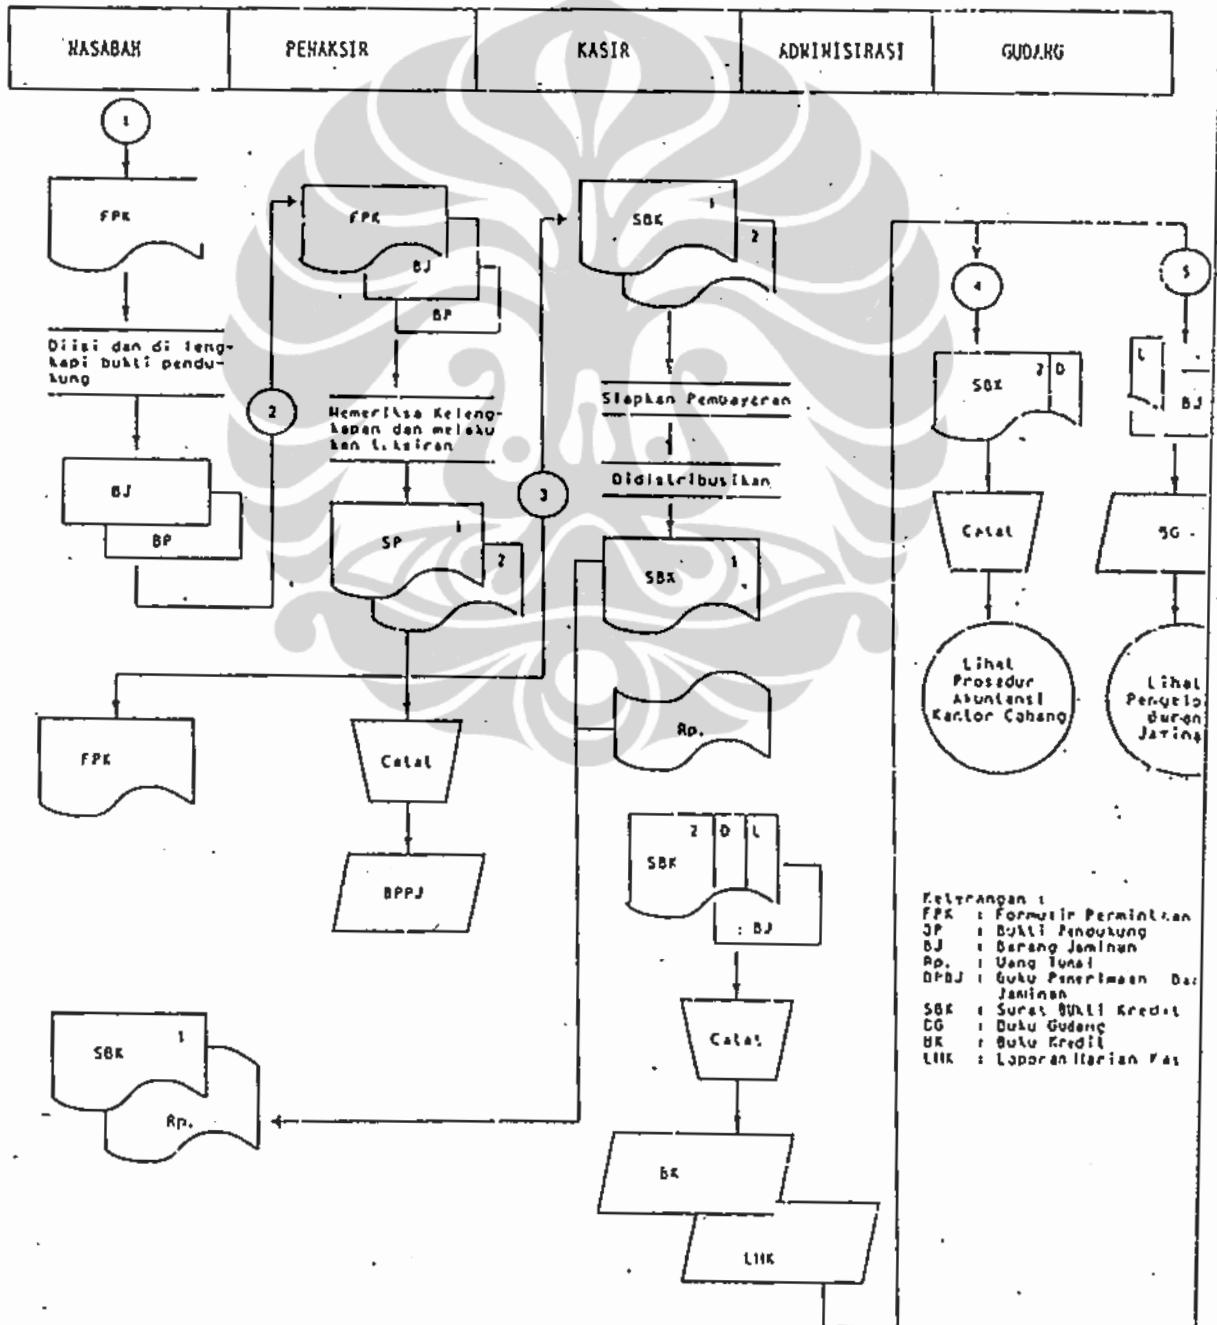 NASABAH
PENAKSIR
KASIR
ADMINISTRASI
GUDANG
1
FPK
Diisi dan di leng-
kapi bukti pendu-
kung
BJ
BP
2
FPK
BJ
BP
Memeriksa Keleng-
kapan dan melaku
kan taksiran
SP
1
2
3
FPK
Catat
BPPJ
SBK
1
2
Siapkan Pembayaran
Didistribusikan
SBK
1
Rp.
SBK
2
D
L
: BJ
Catat
BK
LHK
SBK
1
Rp.
4
SBK
2
D
Catat
Lihat
Prosedur
Akuntansi
Kantor Cabang
5
L
BJ
Lihat
Keterangan :
FPK : Formulir Permintaan
: Bukti Pendukung
BJ : Barang Jaminan
Rp. : Uang Tunai
: Buku Penerimaan
Jaminan
SBK : Surat Bukti Kredit
: Buku Gudang
BK : Buku Kredit
LHK : Laporan Harian Kas